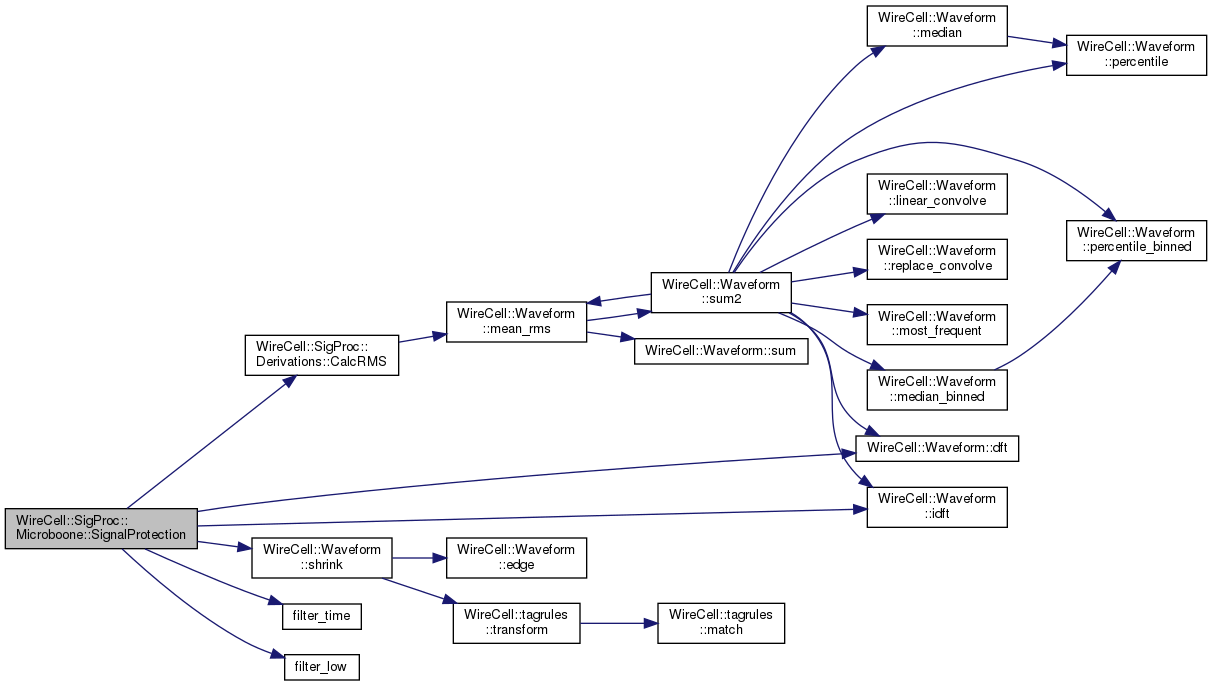 WireCell::Waveform
::median
WireCell::Waveform
::percentile
WireCell::Waveform
::linear_convolve
WireCell::Waveform
::percentile_binned
WireCell::Waveform
::replace_convolve
WireCell::Waveform
::sum2
WireCell::Waveform
::mean_rms
WireCell::Waveform
::most_frequent
WireCell::SigProc::
Derivations::CalcRMS
WireCell::Waveform::sum
WireCell::Waveform
::median_binned
WireCell::Waveform::dft
WireCell::Waveform
::idft
WireCell::SigProc::
Microboone::SignalProtection
WireCell::Waveform
::shrink
WireCell::Waveform
::edge
filter_time
WireCell::tagrules
::transform
WireCell::tagrules
::match
filter_low